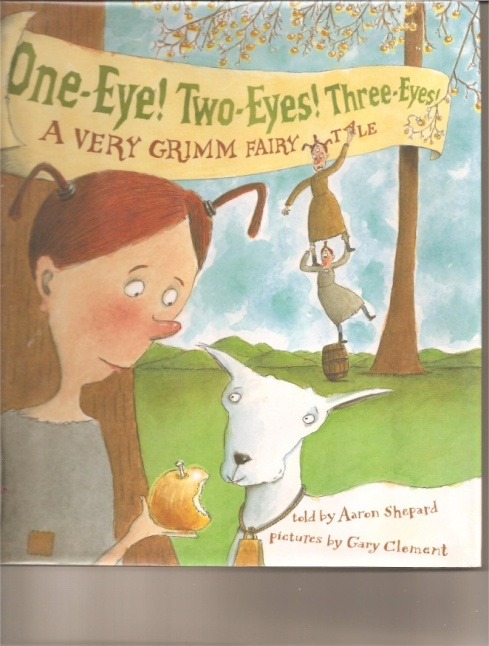 One-Eye! Two-Eyes! Three-Eyes!
A VERY GRIMM FAIRY TALE
told by Aaron Shepard
pictures by Gary Clement